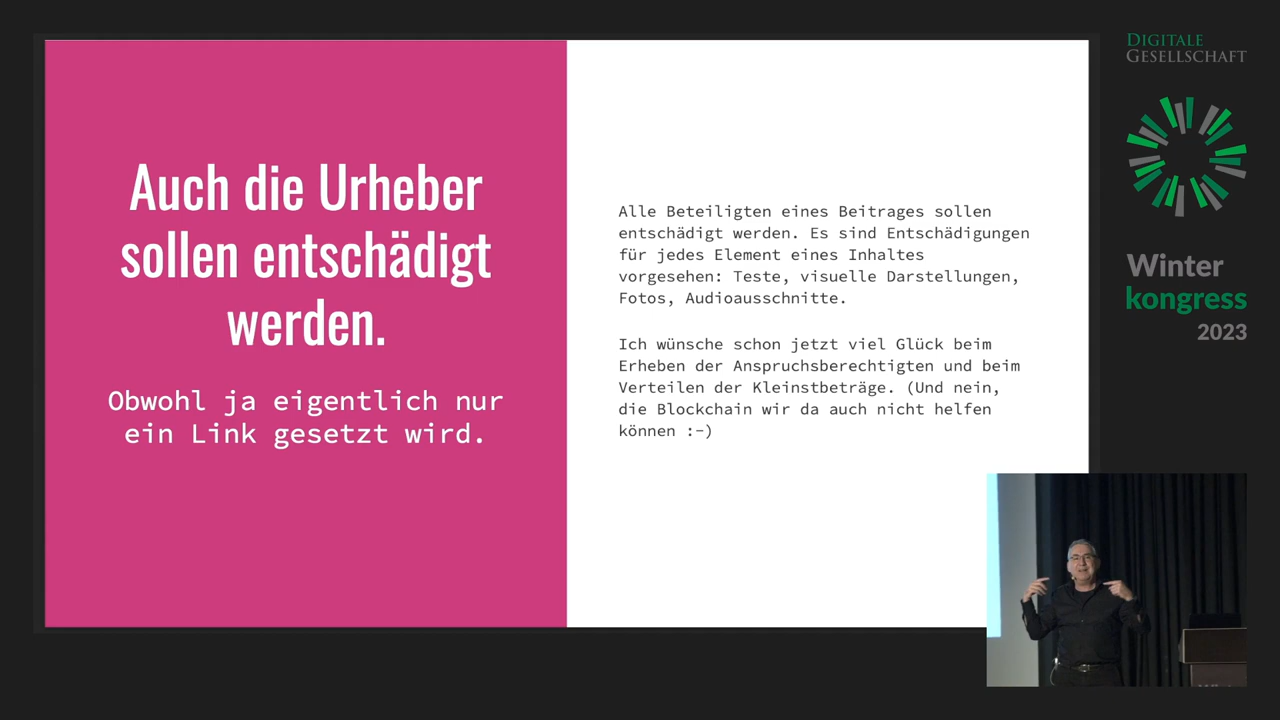 Auch die Urheber
sollen entschädigt
werden.
Obwohl ja eigentlich nur
ein Link gesetzt wird.
Alle Beteiligten eines Beitrages sollen
entschädigt werden. Es sind Entschädigungen
für jedes Element eines Inhaltes
vorgesehen: Teste, visuelle Darstellungen,
Fotos, Audioausschnitte.
Ich wünsche schon jetzt viel Glück beim
Erheben der Anspruchsberechtigten und beim
Verteilen der Kleinstbeträge. (Und nein,
die Blockchain wir da auch nicht helfen
können :-)
DIGITALE
GESELLSCHAFT
Winter
kongress
2023